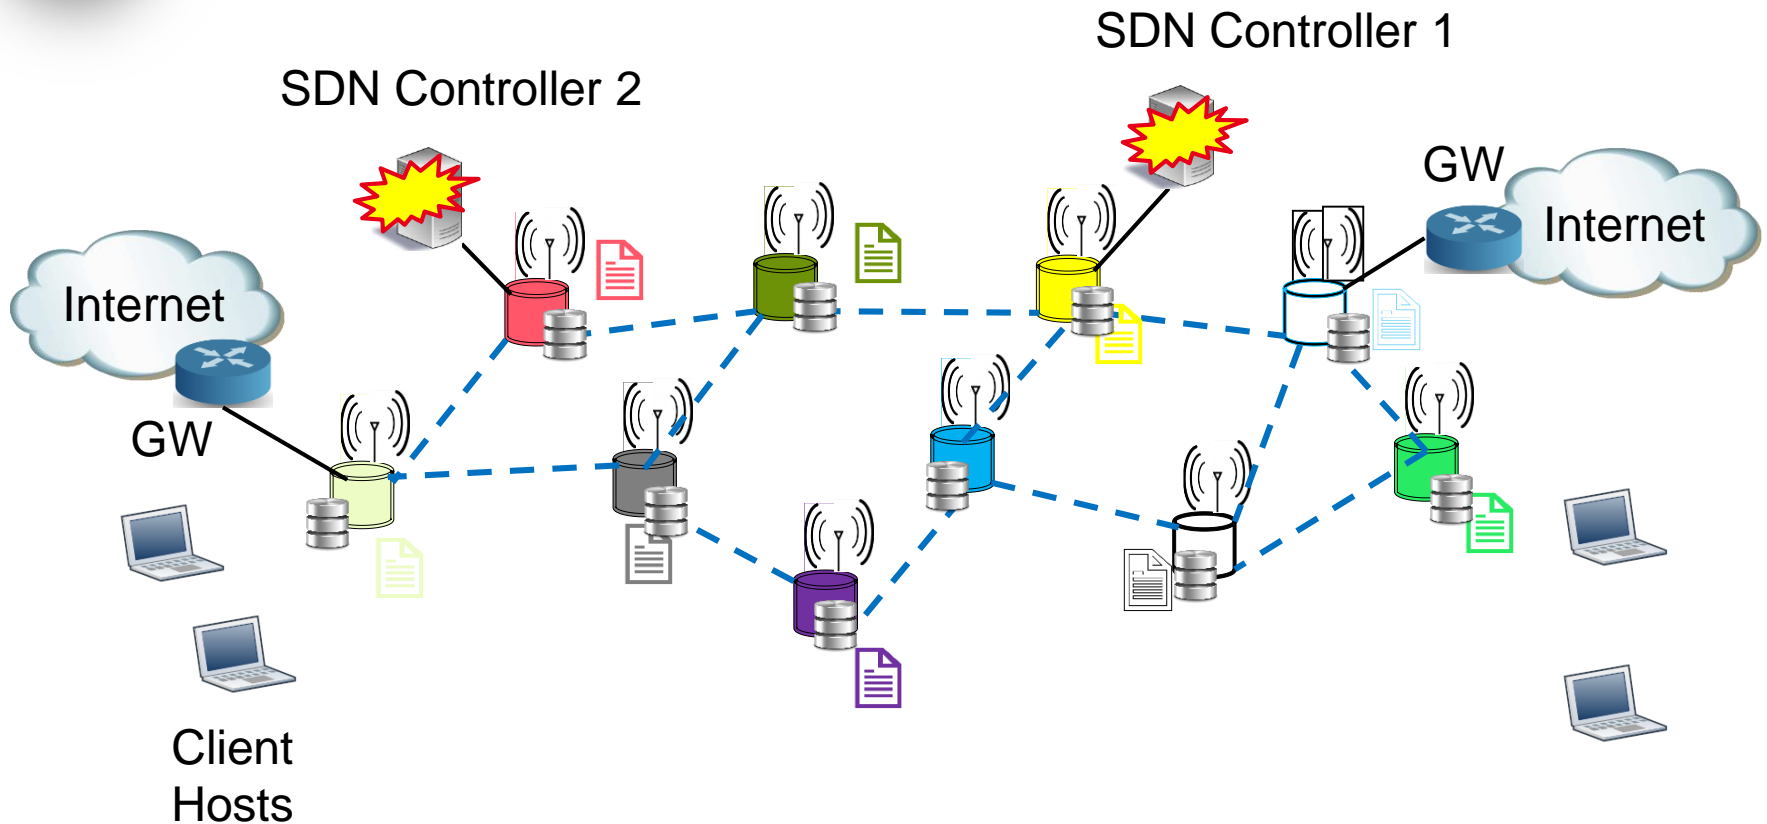 SDN Controller 1
SDN Controller 2
GW
Internet
Internet
GW
Client
Hosts